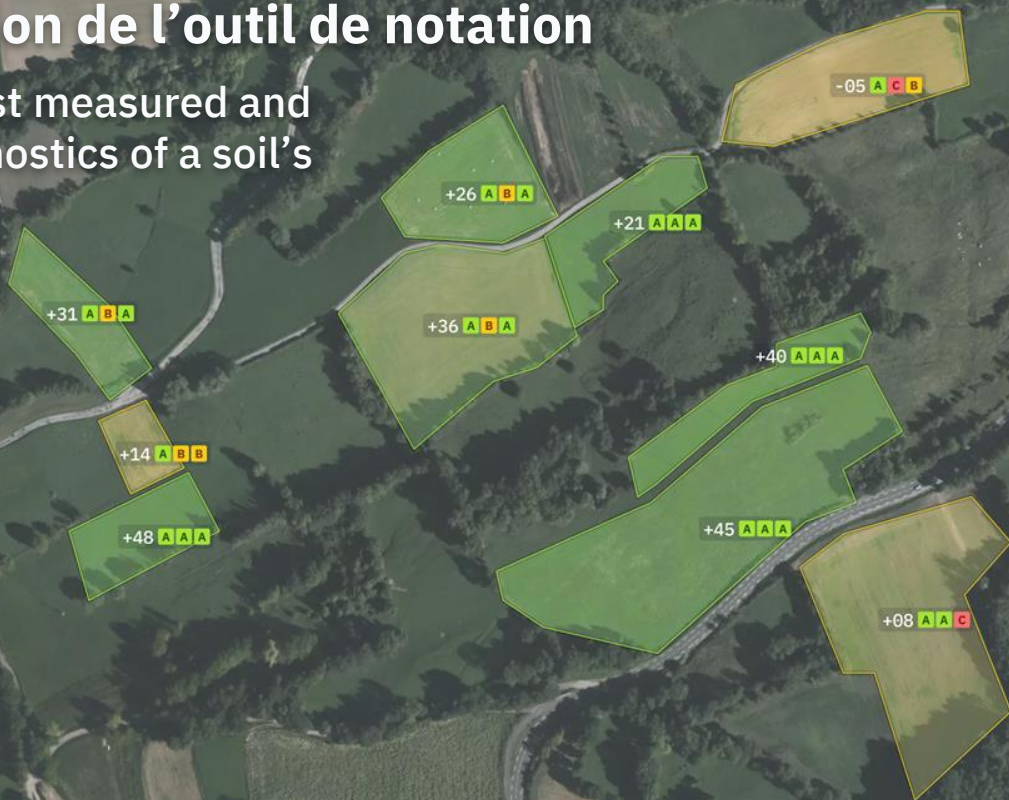 on de l’outil de notation
st measured and
nostics of a soil’s
-05 A C B
+26 A B A
+21 A A A
+31 A B A
+36 A B A
+40 A A A
+14 A B B
+48 A A A
+45 A A A
+08 A A C